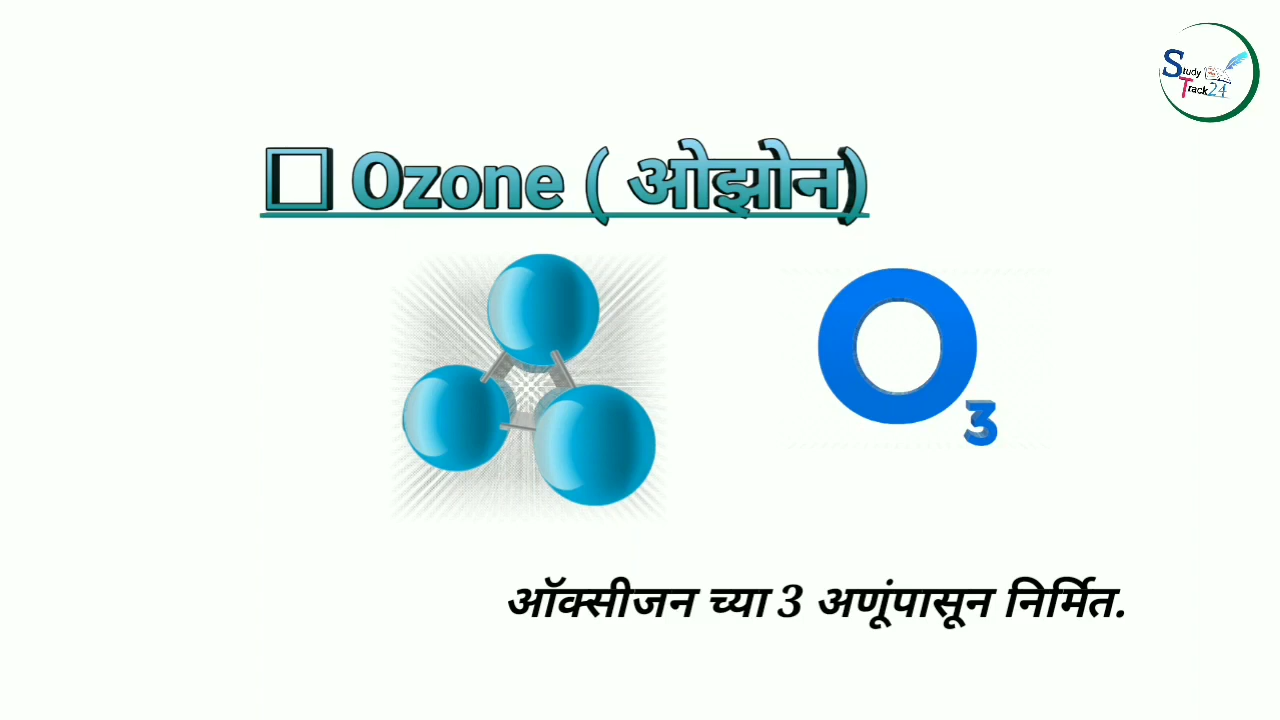 Study
Track24
□ Ozone ( ओझोन)
O3
ऑक्सीजन च्या 3 अणूंपासून निर्मित.